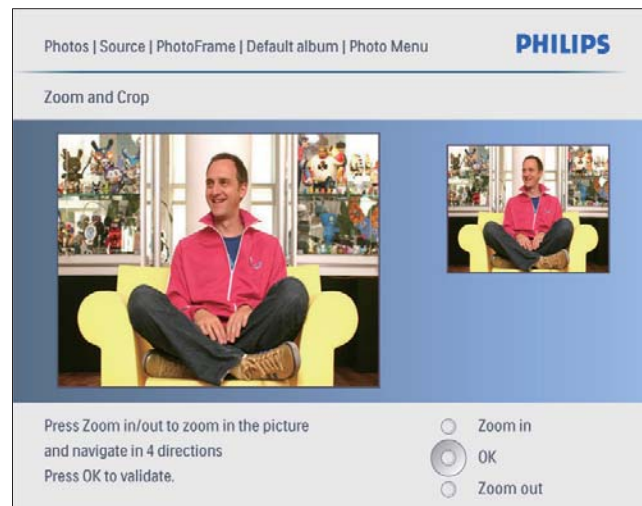 Photos | Source | PhotoFrame | Default album | Photo Menu
PHILIPS
Zoom and Crop
Press Zoom in/out to zoom in the picture
and navigate in 4 directions
Press OK to validate.
Zoom in
OK
Zoom out